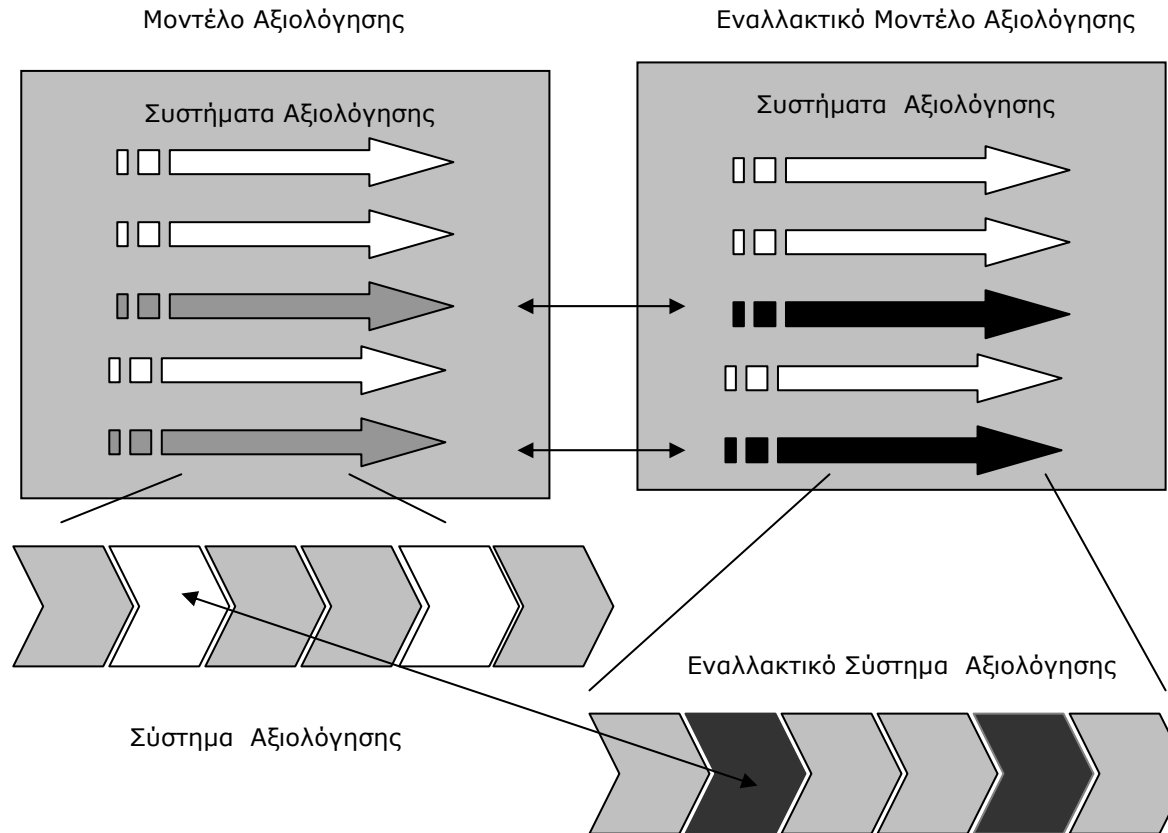 Μοντέλο Αξιολόγησης
Εναλλακτικό Μοντέλο Αξιολόγησης
Συστήματα Αξιολόγησης
Συστήματα Αξιολόγησης
Εναλλακτικό Σύστημα Αξιολόγησης
Σύστημα Αξιολόγησης